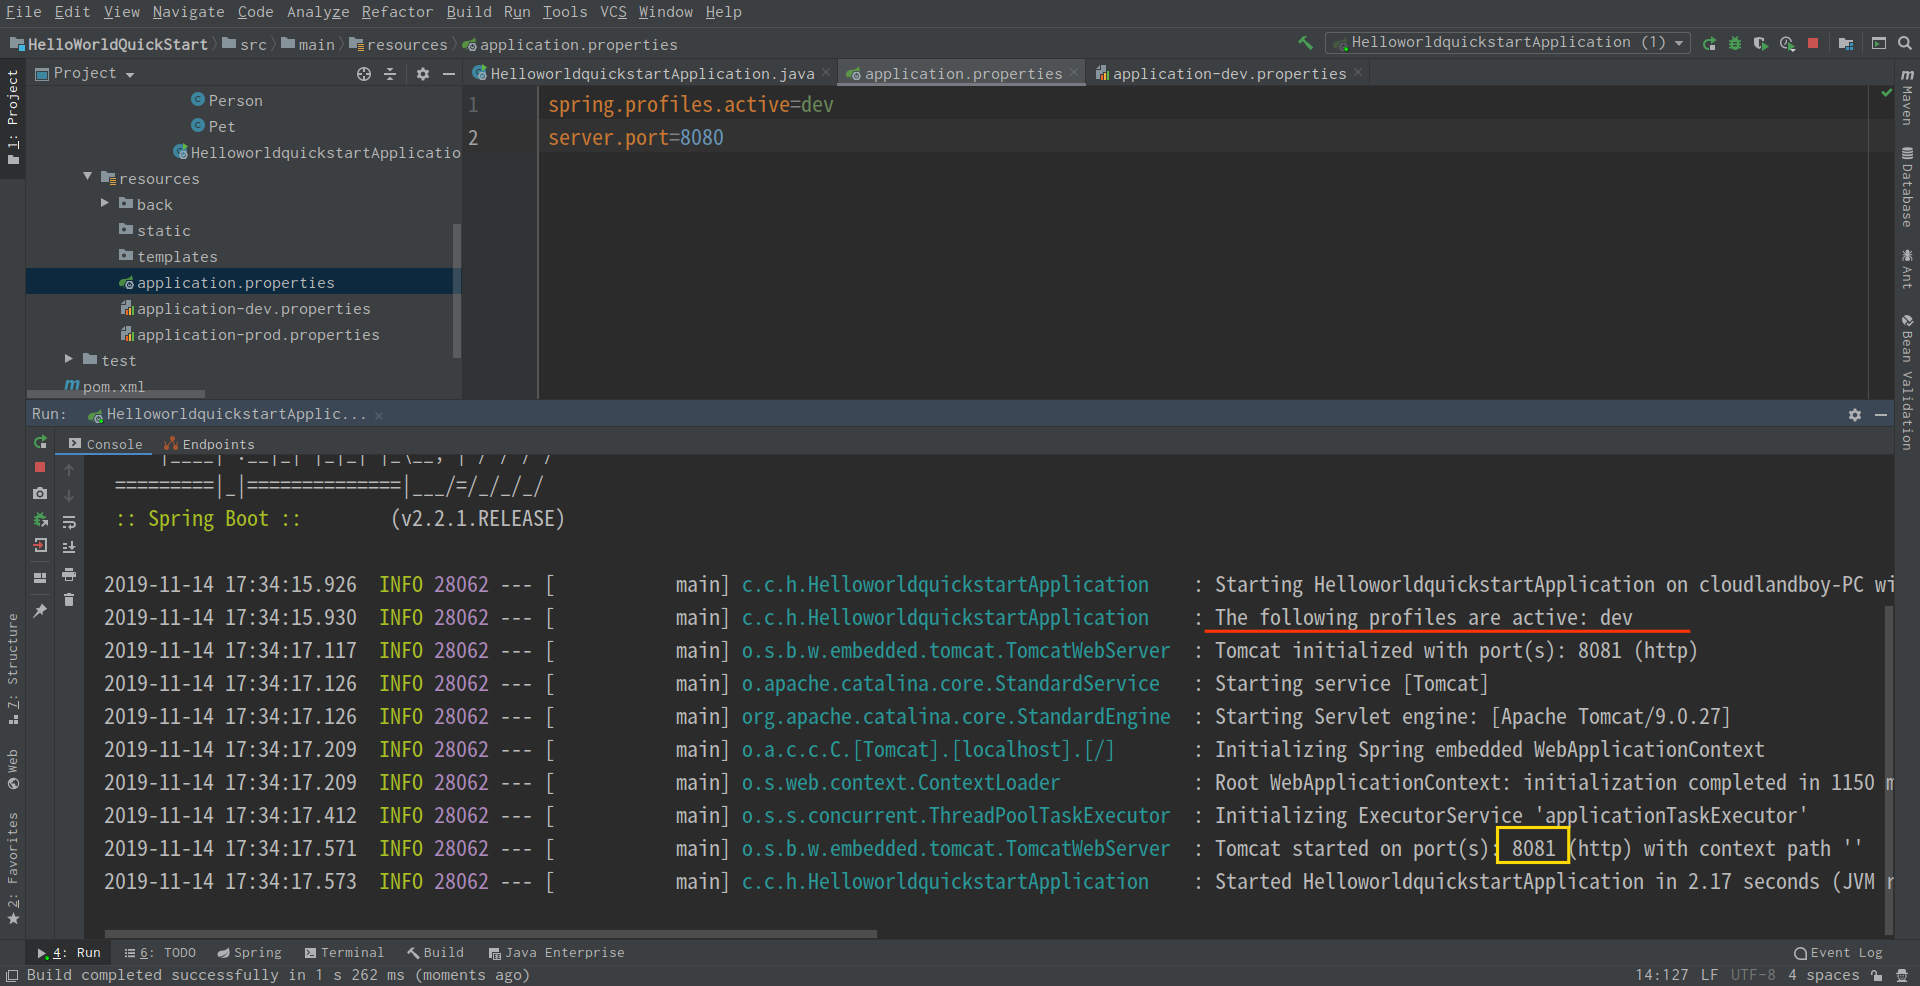 File Edit View Navigate Code Analyze Refactor Build Run Tools VCS Window Help
HelloWorldQuickStart src main resources application.properties
HelloworldquickstartApplication (1)
Project
HelloworldquickstartApplication.java
application.properties
application-dev.properties
1: Project
Person
Pet
HelloworldquickstartApplicatio
resources
back
static
templates
application.properties
application-dev.properties
application-prod.properties
test
pom.xml
1 spring.profiles.active=dev
2 server.port=8080
Maven
Database
Ant
Bean Validation
Run: HelloworldquickstartApplic...
Console Endpoints
=========|_|==============|___/=/_/_/_/
:: Spring Boot :: (v2.2.1.RELEASE)
2019-11-14 17:34:15.926 INFO 28062 --- [ main] c.c.h.HelloworldquickstartApplication : Starting HelloworldquickstartApplication on cloudlandboy-PC wi
2019-11-14 17:34:15.930 INFO 28062 --- [ main] c.c.h.HelloworldquickstartApplication : The following profiles are active: dev
2019-11-14 17:34:17.117 INFO 28062 --- [ main] o.s.b.w.embedded.tomcat.TomcatWebServer : Tomcat initialized with port(s): 8081 (http)
2019-11-14 17:34:17.126 INFO 28062 --- [ main] o.apache.catalina.core.StandardService : Starting service [Tomcat]
2019-11-14 17:34:17.126 INFO 28062 --- [ main] org.apache.catalina.core.StandardEngine : Starting Servlet engine: [Apache Tomcat/9.0.27]
2019-11-14 17:34:17.209 INFO 28062 --- [ main] o.a.c.c.C.[Tomcat].[localhost].[/] : Initializing Spring embedded WebApplicationContext
2019-11-14 17:34:17.209 INFO 28062 --- [ main] o.s.web.context.ContextLoader : Root WebApplicationContext: initialization completed in 1150 m
2019-11-14 17:34:17.412 INFO 28062 --- [ main] o.s.s.concurrent.ThreadPoolTaskExecutor : Initializing ExecutorService 'applicationTaskExecutor'
2019-11-14 17:34:17.571 INFO 28062 --- [ main] o.s.b.w.embedded.tomcat.TomcatWebServer : Tomcat started on port(s): 8081 (http) with context path ''
2019-11-14 17:34:17.573 INFO 28062 --- [ main] c.c.h.HelloworldquickstartApplication : Started HelloworldquickstartApplication in 2.17 seconds (JVM r
7: Structure
Web
2: Favorites
4: Run 6: TODO Spring Terminal Build Java Enterprise Event Log
Build completed successfully in 1 s 262 ms (moments ago) 14:127 LF UTF-8 4 spaces